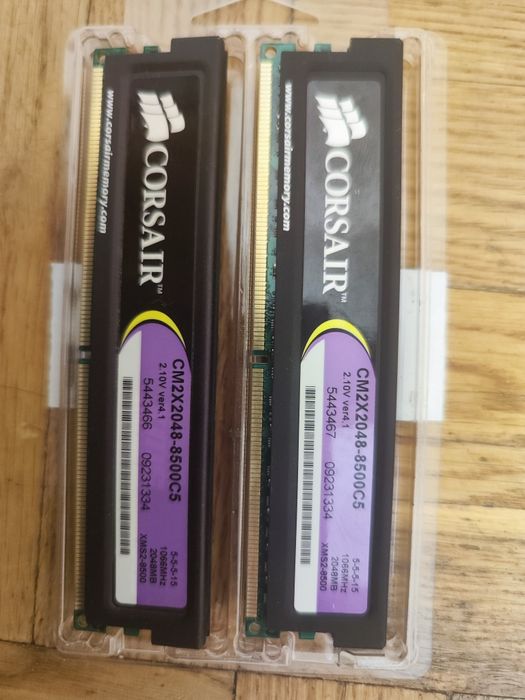 www.corsairmemory.com
CORSAIR™
CM2X2048-8500C5
2.10V ver4.1
5443466 09231334
5-5-5-15
1066MHz
2048MB
XMS2-8500
www.corsairmemory.com
CORSAIR™
CM2X2048-8500C5
2.10V ver4.1
5443467 09231334
5-5-5-15
1066MHz
2048MB
XMS2-8500